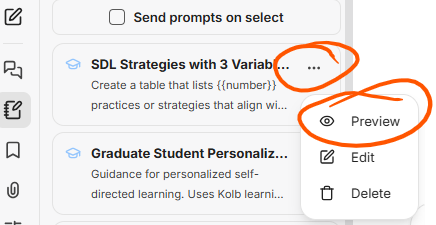 Send prompts on select
SDL Strategies with 3 Variabl...
Create a table that lists {{number}}
practices or strategies that align wi...
Preview
Graduate Student Personaliz...
Edit
Guidance for personalized self-
directed learning. Uses Kolb learni...
Delete